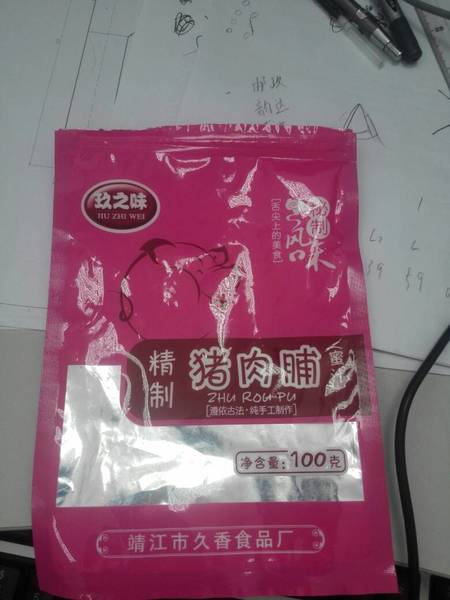 玖之味
JIU ZHI WEI
[舌尖上的美食]
风味
精制
猪肉脯
ZHU ROU PU
[遵依古法·纯手工制作]
净含量：100克
靖江市久香食品厂